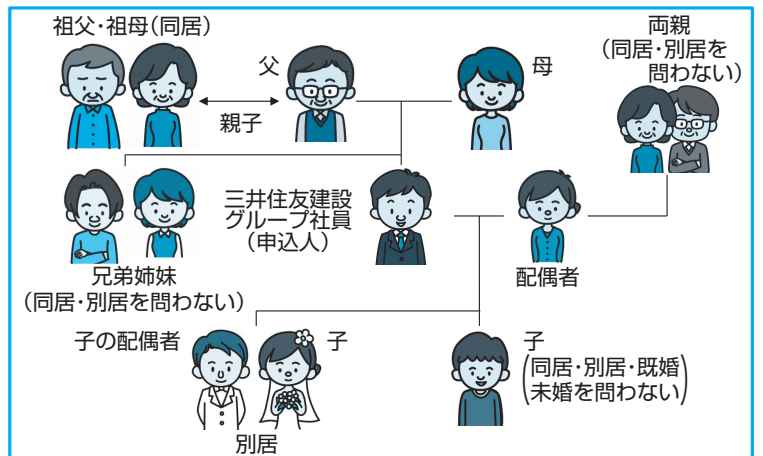 祖父・祖母(同居)
父
母
両親
(同居・別居を
問わない)
親子
三井住友建設
グループ社員
(申込人)
配偶者
兄弟姉妹
(同居・別居を問わない)
子の配偶者
子
別居
子
(同居・別居・既婚
未婚を問わない)